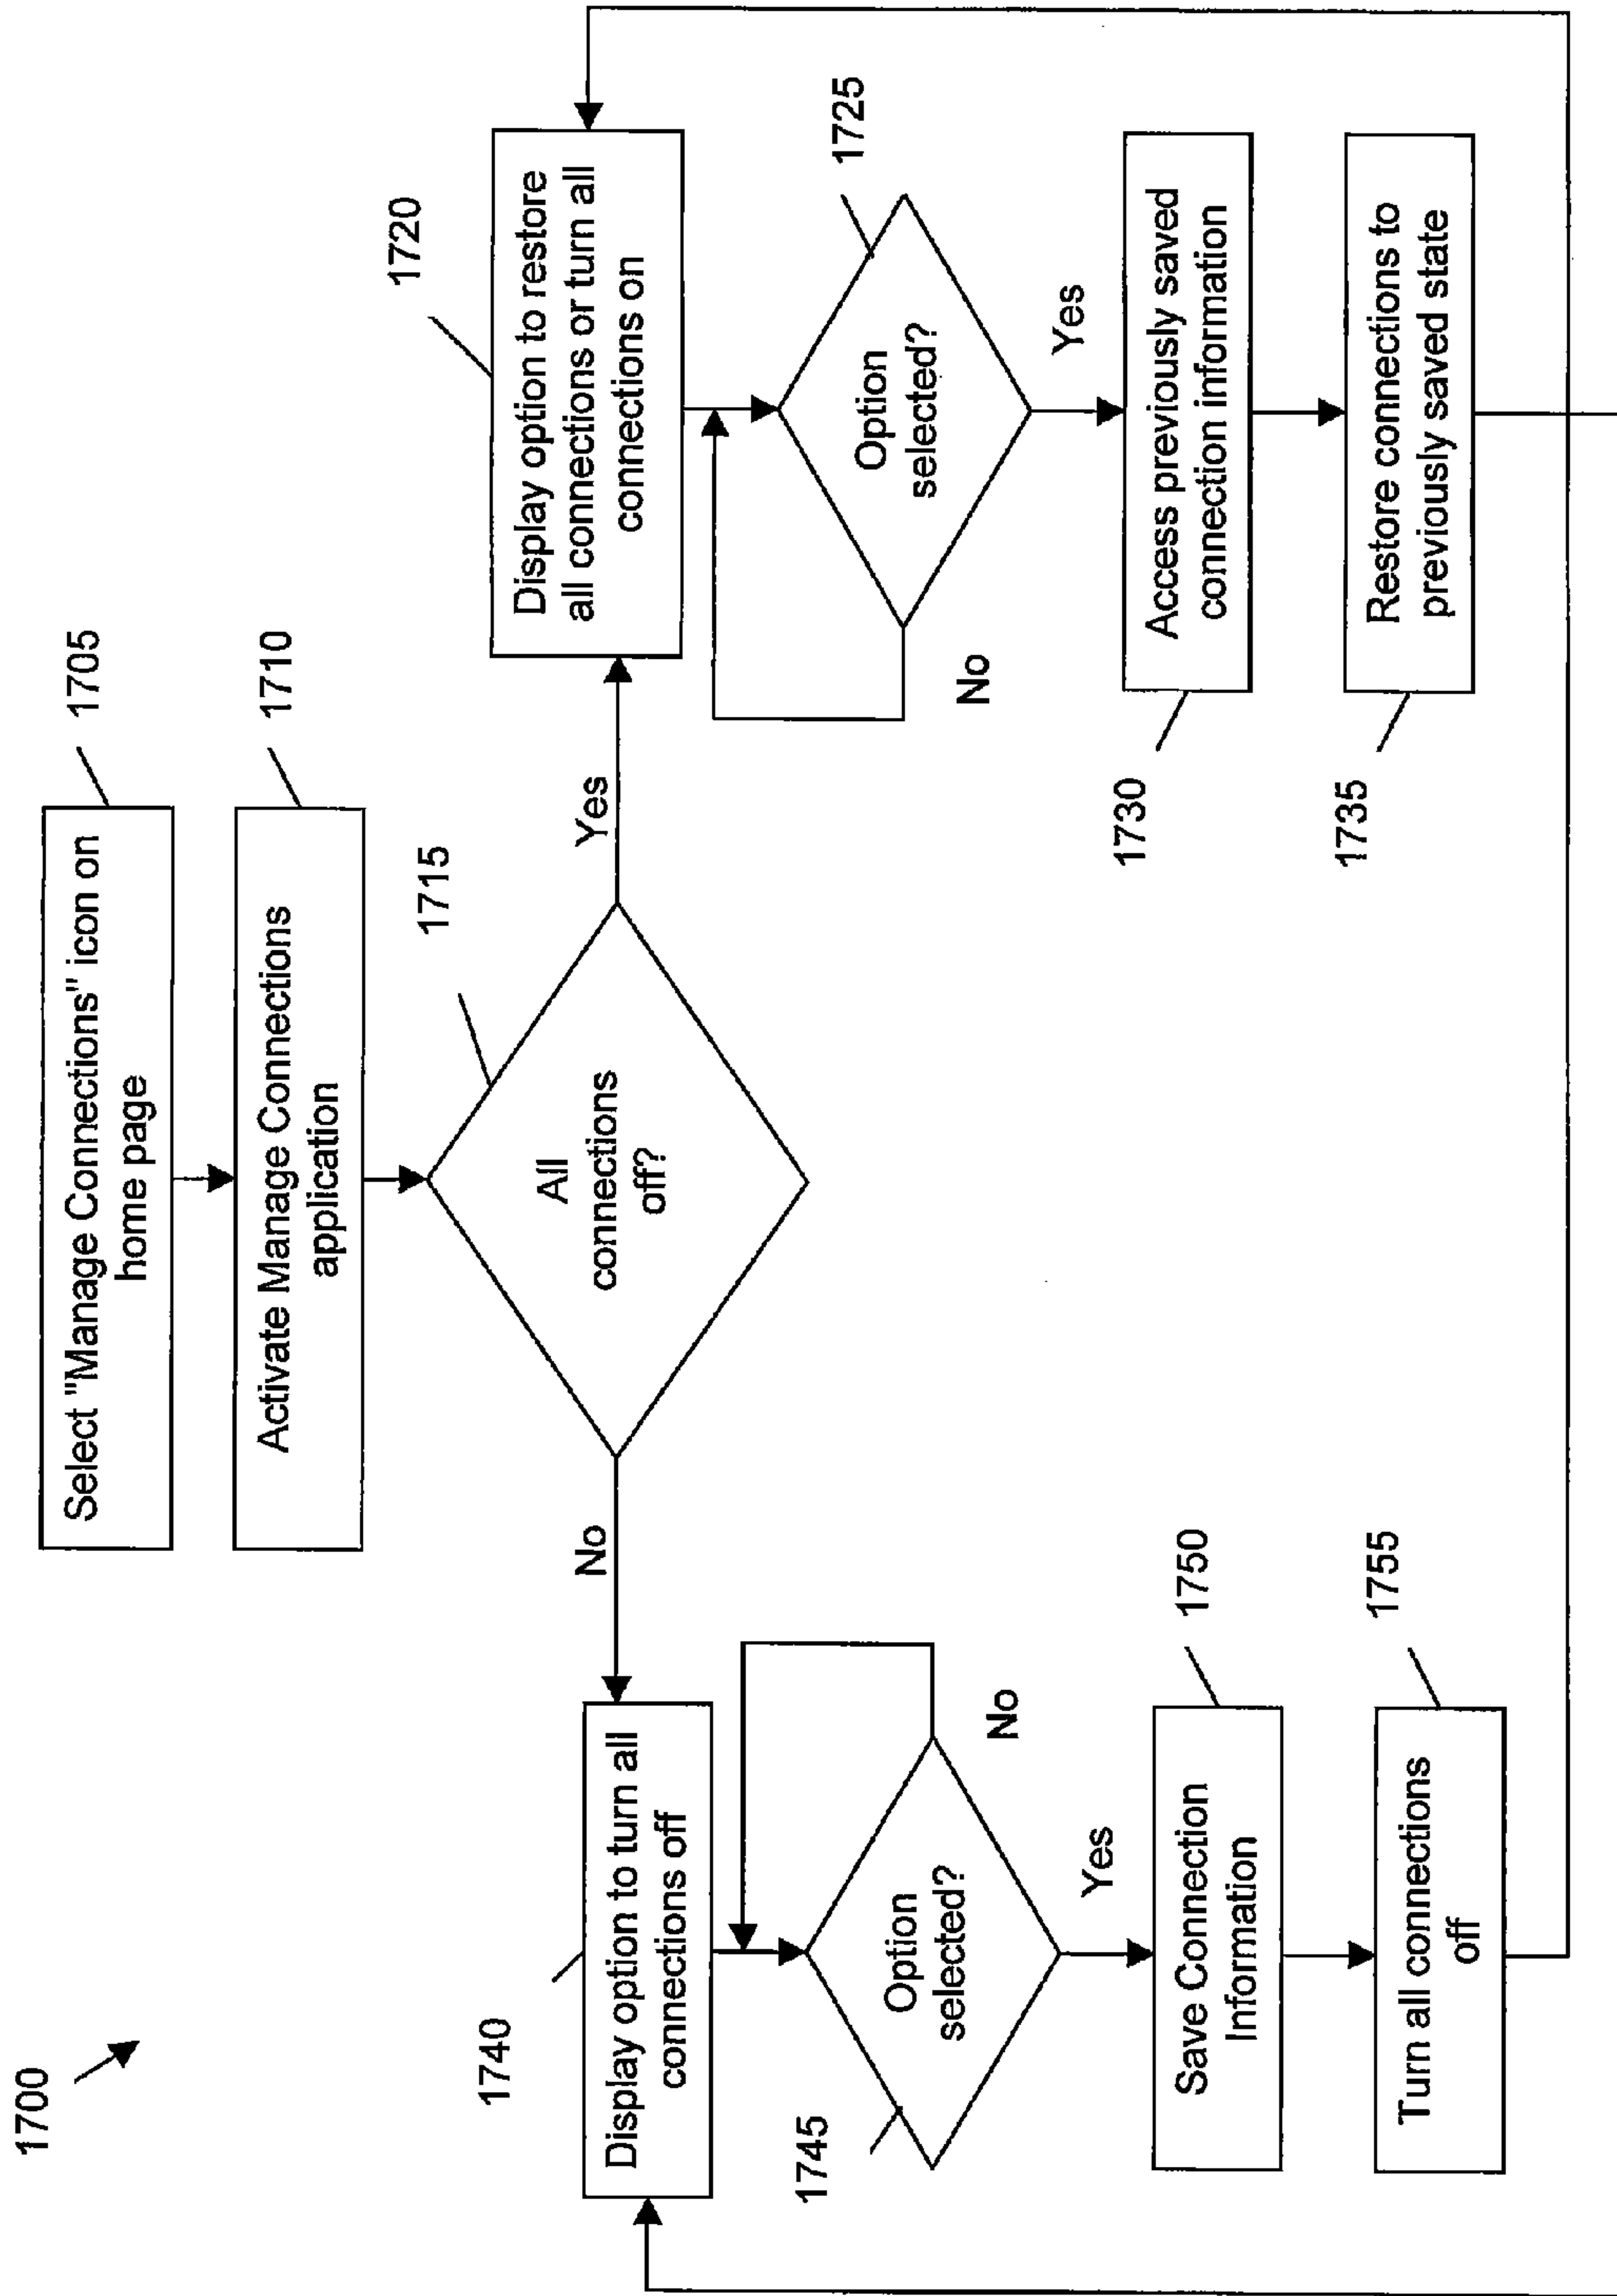 1700
Select "Manage Connections" icon on
home page
1705
Activate Manage Connections
application
1710
All
connections
off?
1715
No
Yes
1740
Display option to turn all
connections off
1745
Option
selected?
No
Yes
Save Connection
Information
1750
Turn all connections
off
1755
1720
Display option to restore
all connections or turn all
connections on
1725
Option
selected?
No
Yes
1730
Access previously saved
connection information
1735
Restore connections to
previously saved state